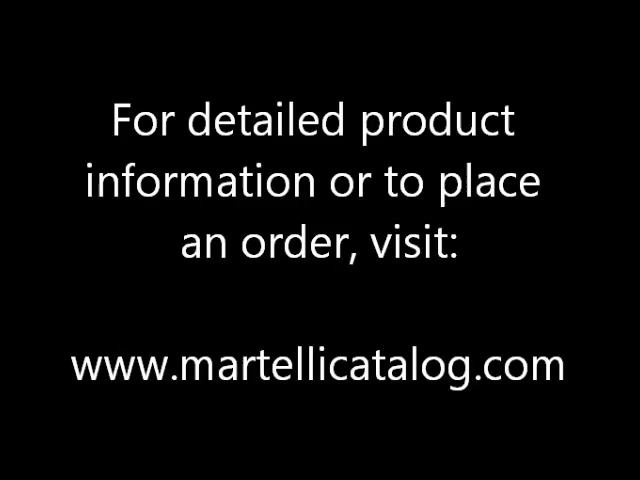 For detailed product
information or to place
an order, visit:
www.martellicatalog.com